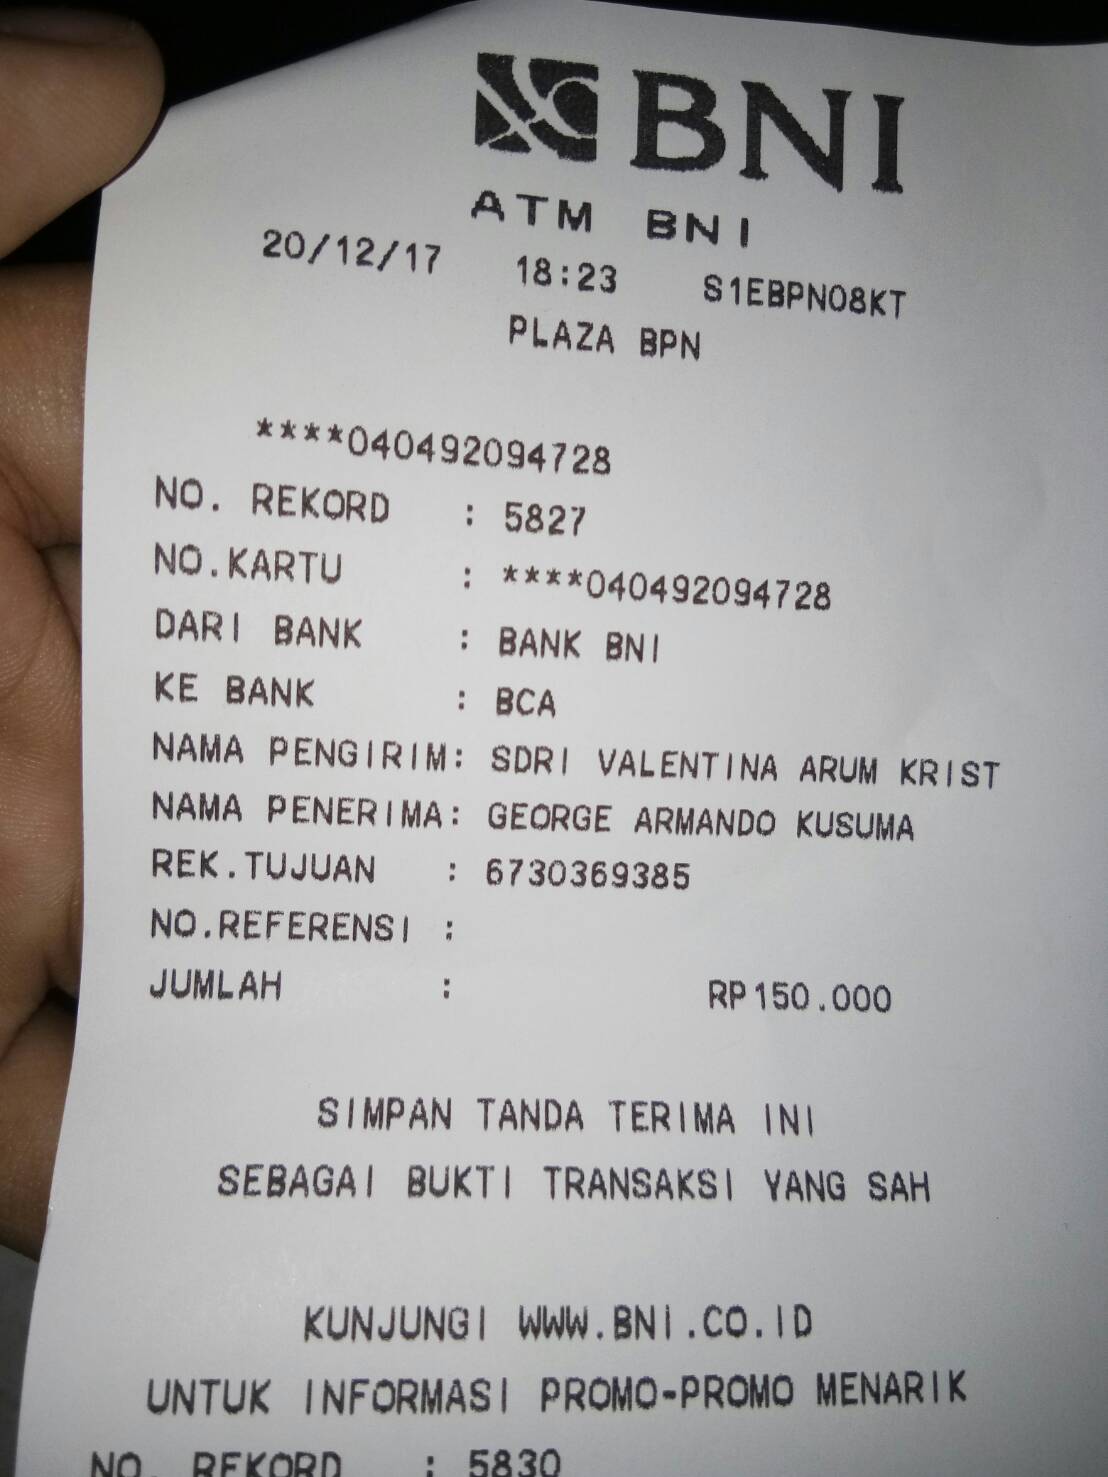 BNI
ATM BNI
20/12/17 18:23 S1EBPN08KT
PLAZA BPN
****040492094728
NO. REKORD : 5827
NO.KARTU : ****040492094728
DARI BANK : BANK BNI
KE BANK : BCA
NAMA PENGIRIM: SDRI VALENTINA ARUM KRIST
NAMA PENERIMA: GEORGE ARMANDO KUSUMA
REK.TUJUAN : 6730369385
NO.REFERENSI :
JUMLAH : RP150.000
SIMPAN TANDA TERIMA INI
SEBAGAI BUKTI TRANSAKSI YANG SAH
KUNJUNGI WWW.BNI.CO.ID
UNTUK INFORMASI PROMO-PROMO MENARIK
NO. REKORD : 5830